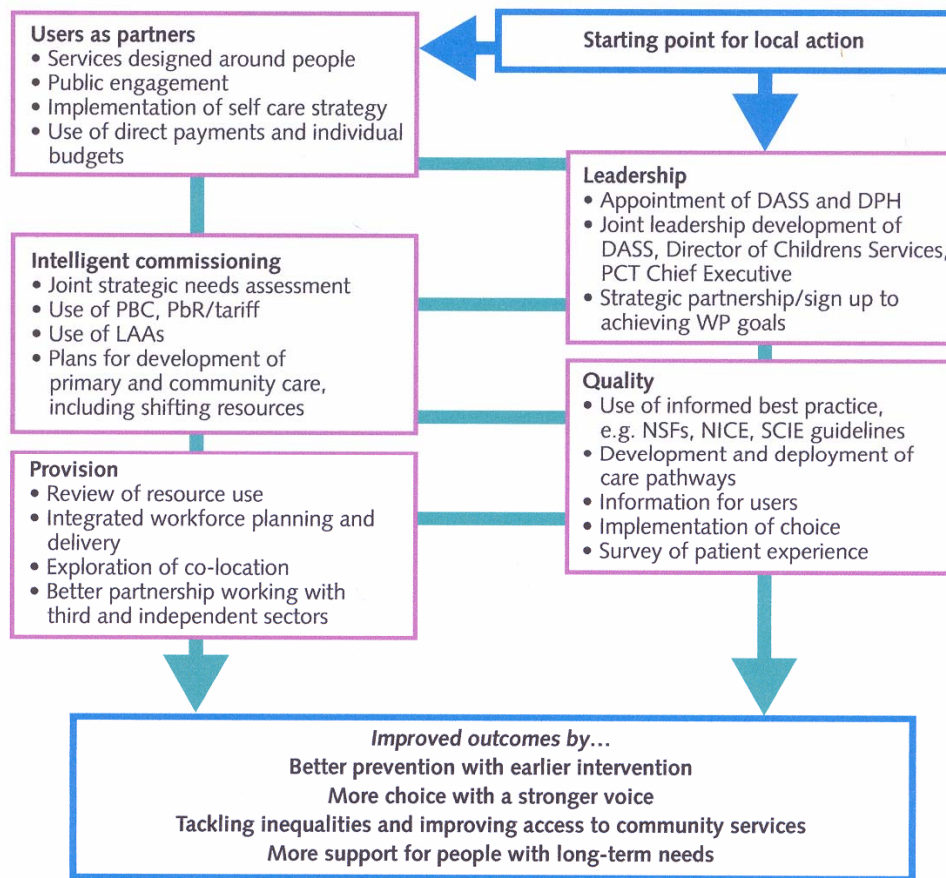 Users as partners
• Services designed around people
• Public engagement
• Implementation of self care strategy
• Use of direct payments and individual
budgets
Starting point for local action
Leadership
• Appointment of DASS and DPH
• Joint leadership development of
DASS, Director of Childrens Services,
PCT Chief Executive
• Strategic partnership/sign up to
achieving WP goals
Intelligent commissioning
• Joint strategic needs assessment
• Use of PBC, PbR/tariff
• Use of LAAs
• Plans for development of
primary and community care,
including shifting resources
Quality
• Use of informed best practice,
e.g. NSFs, NICE, SCIE guidelines
• Development and deployment of
care pathways
• Information for users
• Implementation of choice
• Survey of patient experience
Provision
• Review of resource use
• Integrated workforce planning and
delivery
• Exploration of co-location
• Better partnership working with
third and independent sectors
Improved outcomes by…
Better prevention with earlier intervention
More choice with a stronger voice
Tackling inequalities and improving access to community services
More support for people with long-term needs